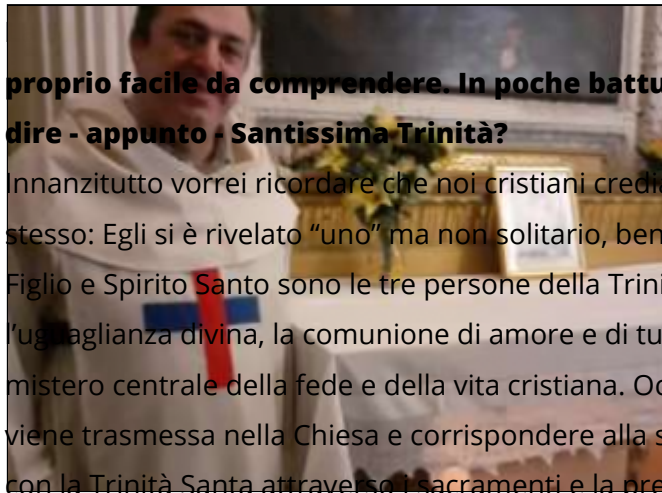 proprio facile da comprendere. In poche battu
dire - appunto - Santissima Trinità?
Innanzitutto vorrei ricordare che noi cristiani credi
stesso: Egli si è rivelato “uno” ma non solitario, ben
Figlio e Spirito Santo sono le tre persone della Trini
l’uguaglianza divina, la comunione di amore e di tu
mistero centrale della fede e della vita cristiana. Oc
viene trasmessa nella Chiesa e corrispondere alla s
con la Trinità Santa attraverso i sacramenti e la pre